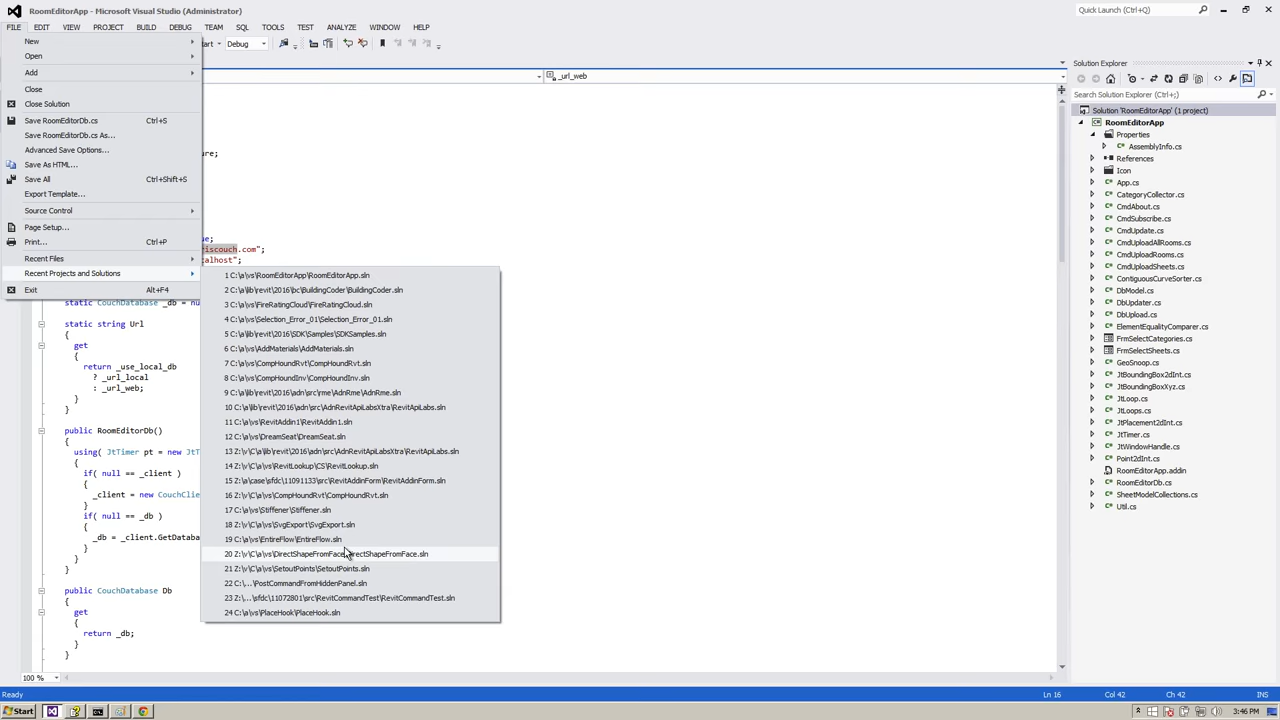 RoomEditorApp - Microsoft Visual Studio (Administrator)
Quick Launch (Ctrl+Q)
FILE EDIT VIEW PROJECT BUILD DEBUG TEAM SQL TOOLS TEST ANALYZE WINDOW HELP
New
Open
Add
Close
Close Solution
Save RoomEditorDb.cs Ctrl+S
Save RoomEditorDb.cs As...
Advanced Save Options...
Save As HTML...
Save All Ctrl+Shift+S
Export Template...
Source Control
Page Setup...
Print... Ctrl+P
Recent Files
Recent Projects and Solutions
Exit Alt+F4
art Debug
_url_web
ure;
ue;
iscouch.com";
calhost";
1 C:\a\vs\RoomEditorApp\RoomEditorApp.sln
2 C:\a\lib\revit\2016\bc\BuildingCoder\BuildingCoder.sln
3 C:\a\vs\FireRatingCloud\FireRatingCloud.sln
4 C:\a\vs\Selection_Error_01\Selection_Error_01.sln
5 C:\a\lib\revit\2016\SDK\Samples\SDKSamples.sln
6 C:\a\vs\AddMaterials\AddMaterials.sln
7 C:\a\vs\CompHoundRvt\CompHoundRvt.sln
8 C:\a\vs\CompHoundInv\CompHoundInv.sln
9 C:\a\lib\revit\2016\adn\src\rme\AdnRme\AdnRme.sln
10 C:\a\lib\revit\2016\adn\src\AdnRevitApiLabsXtra\RevitApiLabs.sln
11 C:\a\vs\RevitAddin1\RevitAddin1.sln
12 C:\a\vs\DreamSeat\DreamSeat.sln
13 Z:\v\C\a\lib\revit\2016\adn\src\AdnRevitApiLabsXtra\RevitApiLabs.sln
14 Z:\v\C\a\vs\RevitLookup\CS\RevitLookup.sln
15 Z:\a\case\sfdc\11091133\src\RevitAddinForm\RevitAddinForm.sln
16 Z:\v\C\a\vs\CompHoundRvt\CompHoundRvt.sln
17 C:\a\vs\Stiffener\Stiffener.sln
18 Z:\v\C\a\vs\SvgExport\SvgExport.sln
19 C:\a\vs\EntireFlow\EntireFlow.sln
20 Z:\v\C\a\vs\DirectShapeFromFace\DirectShapeFromFace.sln
21 Z:\v\C\a\vs\SetoutPoints\SetoutPoints.sln
22 C:\...\PostCommandFromHiddenPanel.sln
23 Z:\...\sfdc\11072801\src\RevitCommandTest\RevitCommandTest.sln
24 C:\a\vs\PlaceHook\PlaceHook.sln
static CouchDatabase _db = nu
static string Url
{
get
{
return _use_local_db
? _url_local
: _url_web;
}
}
public RoomEditorDb()
{
using( JtTimer pt = new JtT
{
if( null == _client )
{
_client = new CouchClie
}
if( null == _db )
{
_db = _client.GetDataba
}
}
}
public CouchDatabase Db
{
get
{
return _db;
}
}
100 %
Solution Explorer
Search Solution Explorer (Ctrl+;)
Solution 'RoomEditorApp' (1 project)
RoomEditorApp
Properties
AssemblyInfo.cs
References
Icon
App.cs
CategoryCollector.cs
CmdAbout.cs
CmdSubscribe.cs
CmdUpdate.cs
CmdUploadAllRooms.cs
CmdUploadRooms.cs
CmdUploadSheets.cs
ContiguousCurveSorter.cs
DbModel.cs
DbUpdater.cs
DbUpload.cs
ElementEqualityComparer.cs
FrmSelectCategories.cs
FrmSelectSheets.cs
GeoSnoop.cs
JtBoundingBox2dInt.cs
JtBoundingBoxXyz.cs
JtLoop.cs
JtLoops.cs
JtPlacement2dInt.cs
JtTimer.cs
JtWindowHandle.cs
Point2dInt.cs
RoomEditorApp.addin
RoomEditorDb.cs
SheetModelCollections.cs
Util.cs
Ready Ln 16 Col 42 Ch 42 INS
Start 3:46 PM